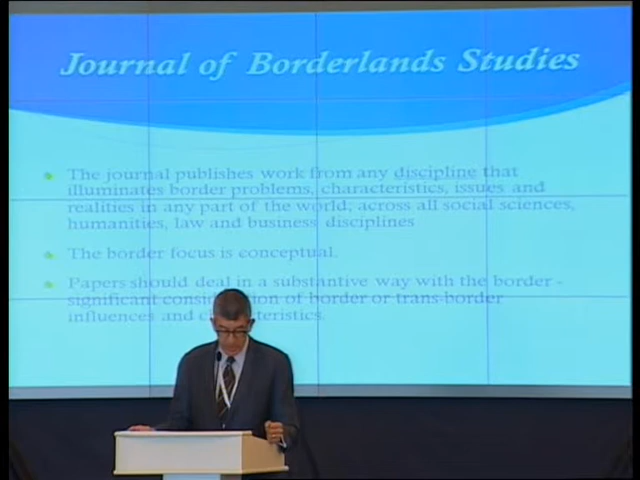 Journal of Borderlands Studies
The journal publishes work from any discipline that
illuminates border problems, characteristics, issues and
realities in any part of the world, across all social sciences,
humanities, law and business disciplines
The border focus is conceptual.
Papers should deal in a substantive way with the border -
significant of border or trans-border
influences and